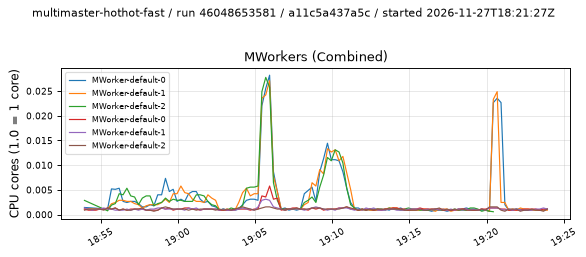 multimaster-hothot-fast / run 46048653581 / a11c5a437a5c / started 2026-11-27T18:21:27Z
MWorkers (Combined)
CPU cores (1.0 = 1 core)
0.025
0.020
0.015
0.010
0.005
0.000
MWorker-default-0
MWorker-default-1
MWorker-default-2
MWorker-default-0
MWorker-default-1
MWorker-default-2
18:55
19:00
19:05
19:10
19:15
19:20
19:25